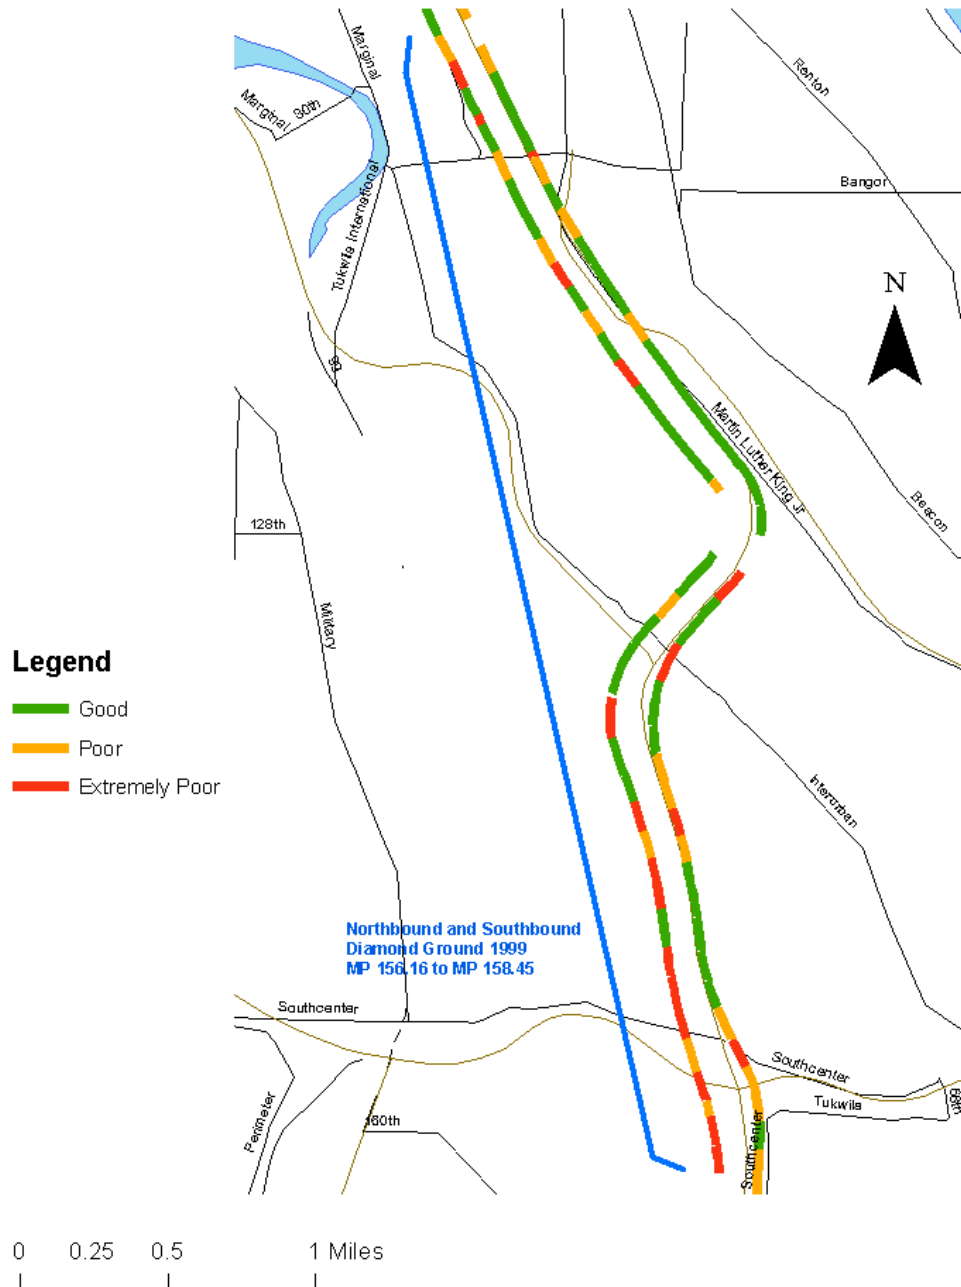 Marginal
Renton
90th
Marginal
Bangor
Tukwila International
N
99
Martin Luther King Jr
Beacon
128th
Military
Legend
Good
Poor
Extremely Poor
Interurban
Northbound and Southbound
Diamond Ground 1999
MP 156.16 to MP 158.45
Southcenter
Southcenter
Tukwila
66th
Perimeter
160th
Southcenter
0 0.25 0.5 1 Miles